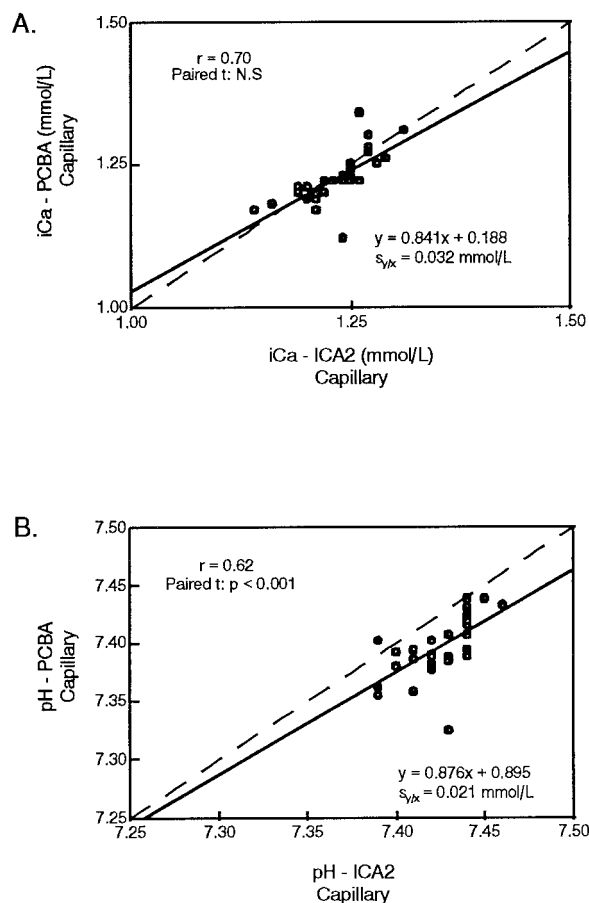 A.
1.50
r = 0.70
Paired t: N.S
iCa - PCBA (mmol/L)
Capillary
1.25
y = 0.841x + 0.188
sy/x = 0.032 mmol/L
1.00
1.00
1.25
1.50
iCa - ICA2 (mmol/L)
Capillary
B.
7.50
r = 0.62
Paired t: p < 0.001
7.45
pH - PCBA
Capillary
7.40
7.35
7.30
y = 0.876x + 0.895
sy/x = 0.021 mmol/L
7.25
7.25
7.30
7.35
7.40
7.45
7.50
pH - ICA2
Capillary